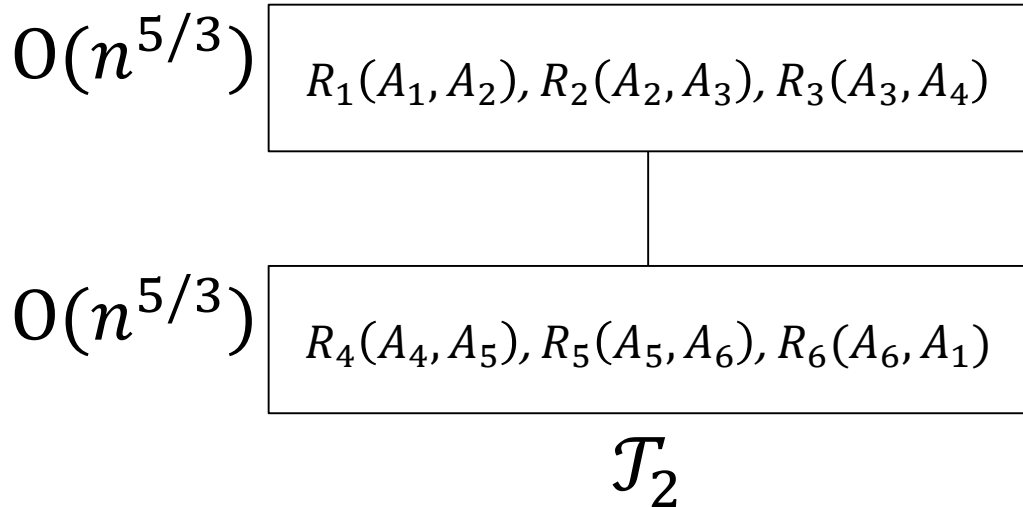 O(n^{5/3})
R_1(A_1, A_2), R_2(A_2, A_3), R_3(A_3, A_4)
O(n^{5/3})
R_4(A_4, A_5), R_5(A_5, A_6), R_6(A_6, A_1)
𝒯_2